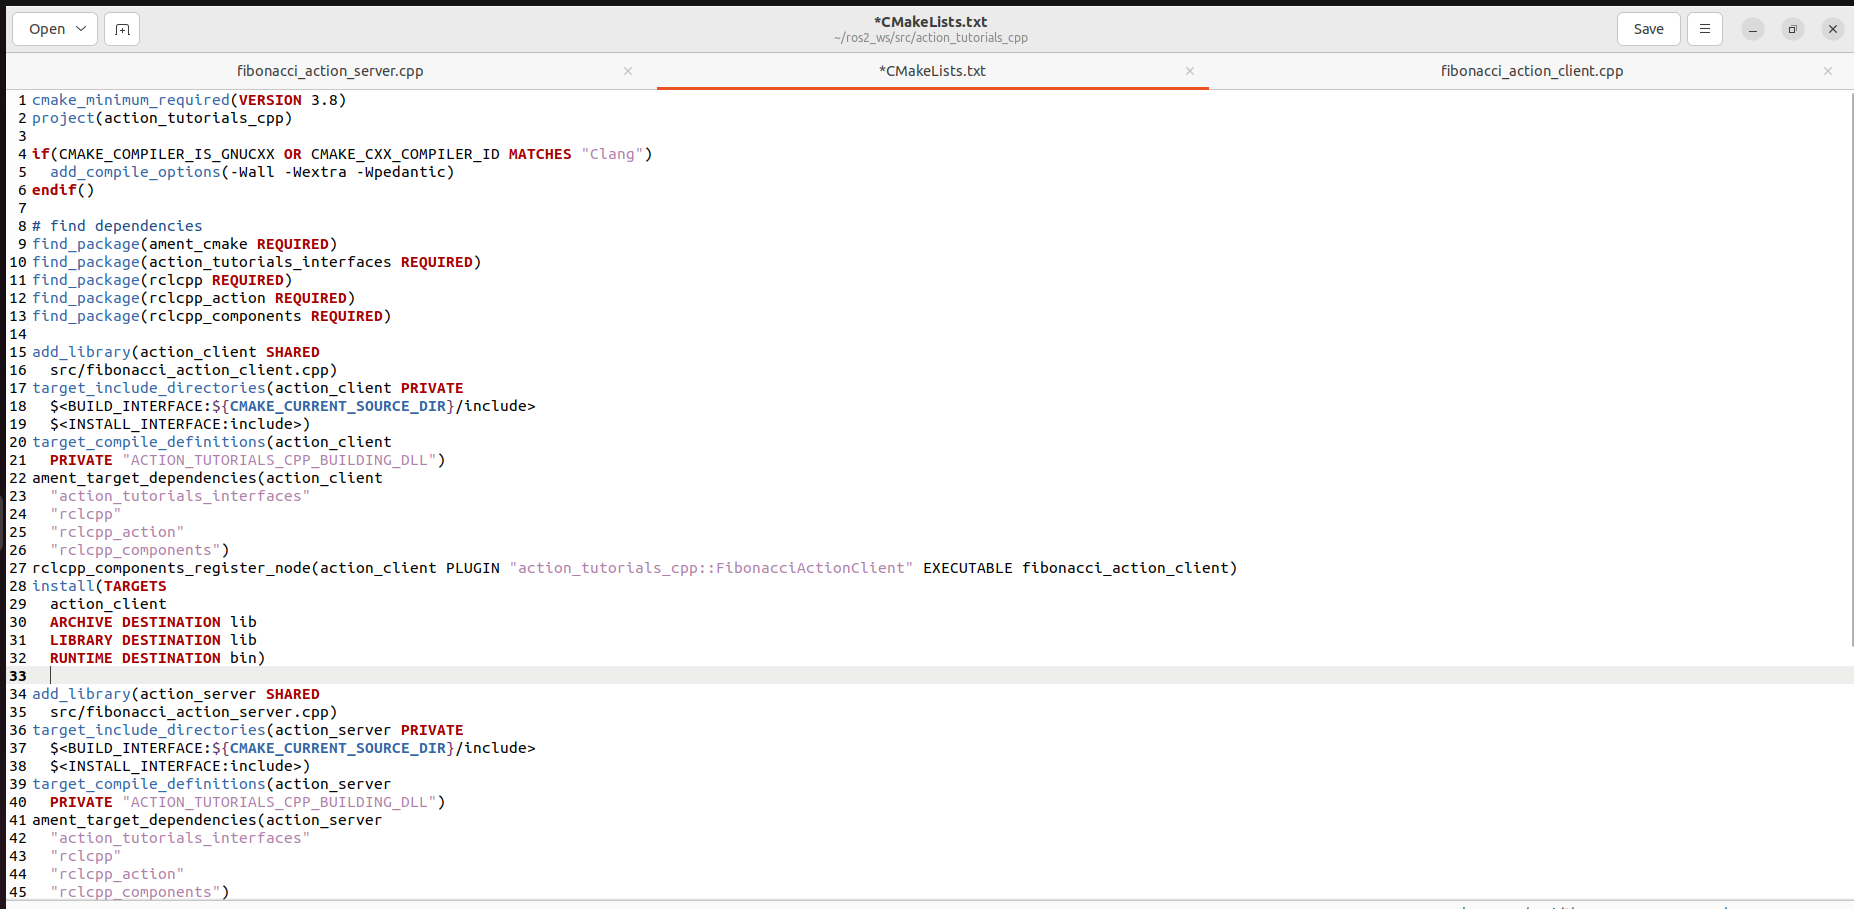 Open
*CMakeLists.txt
~/ros2_ws/src/action_tutorials_cpp
Save
fibonacci_action_server.cpp
*CMakeLists.txt
fibonacci_action_client.cpp
1 cmake_minimum_required(VERSION 3.8)
2 project(action_tutorials_cpp)
3
4 if(CMAKE_COMPILER_IS_GNUCXX OR CMAKE_CXX_COMPILER_ID MATCHES "Clang")
5   add_compile_options(-Wall -Wextra -Wpedantic)
6 endif()
7
8 # find dependencies
9 find_package(ament_cmake REQUIRED)
10 find_package(action_tutorials_interfaces REQUIRED)
11 find_package(rclcpp REQUIRED)
12 find_package(rclcpp_action REQUIRED)
13 find_package(rclcpp_components REQUIRED)
14
15 add_library(action_client SHARED
16   src/fibonacci_action_client.cpp)
17 target_include_directories(action_client PRIVATE
18   $<BUILD_INTERFACE:${CMAKE_CURRENT_SOURCE_DIR}/include>
19   $<INSTALL_INTERFACE:include>)
20 target_compile_definitions(action_client
21   PRIVATE "ACTION_TUTORIALS_CPP_BUILDING_DLL")
22 ament_target_dependencies(action_client
23   "action_tutorials_interfaces"
24   "rclcpp"
25   "rclcpp_action"
26   "rclcpp_components")
27 rclcpp_components_register_node(action_client PLUGIN "action_tutorials_cpp::FibonacciActionClient" EXECUTABLE fibonacci_action_client)
28 install(TARGETS
29   action_client
30   ARCHIVE DESTINATION lib
31   LIBRARY DESTINATION lib
32   RUNTIME DESTINATION bin)
33
34 add_library(action_server SHARED
35   src/fibonacci_action_server.cpp)
36 target_include_directories(action_server PRIVATE
37   $<BUILD_INTERFACE:${CMAKE_CURRENT_SOURCE_DIR}/include>
38   $<INSTALL_INTERFACE:include>)
39 target_compile_definitions(action_server
40   PRIVATE "ACTION_TUTORIALS_CPP_BUILDING_DLL")
41 ament_target_dependencies(action_server
42   "action_tutorials_interfaces"
43   "rclcpp"
44   "rclcpp_action"
45   "rclcpp_components")